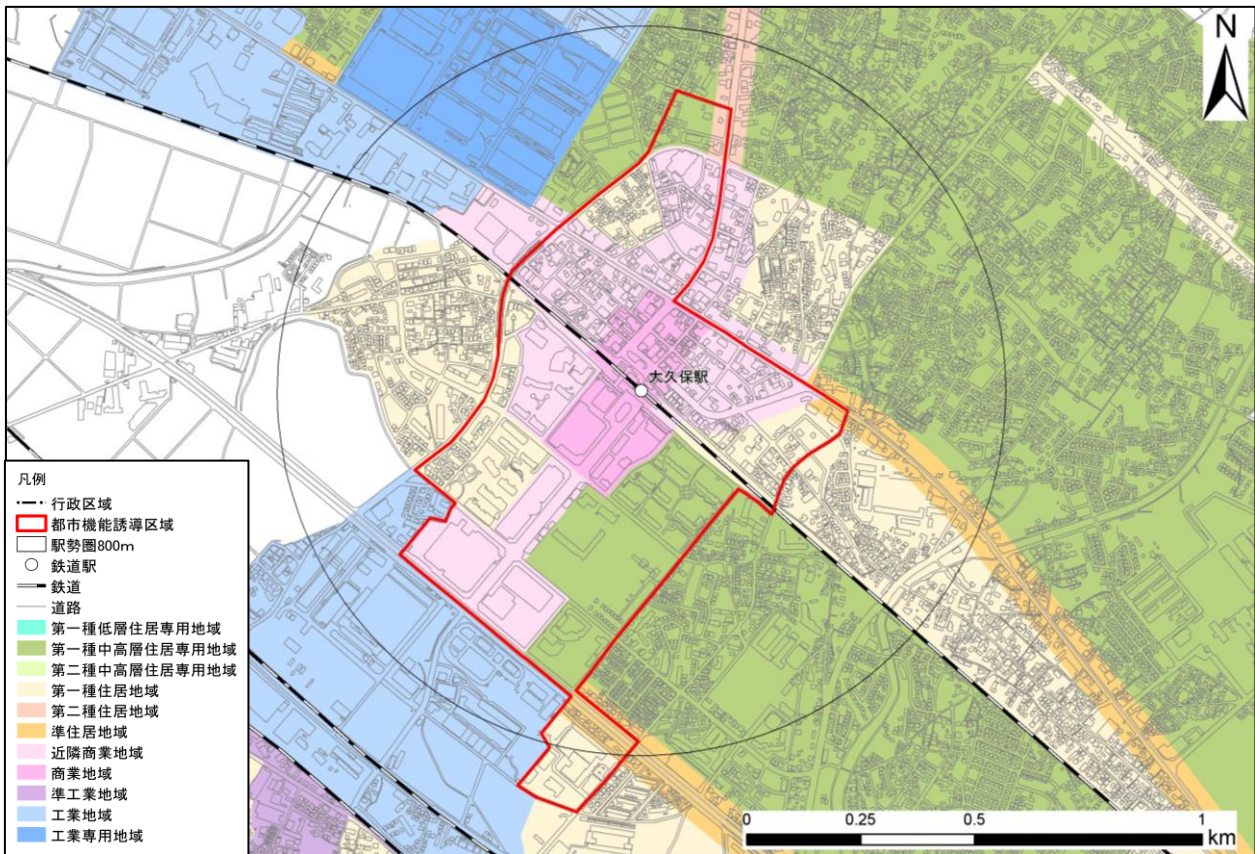 N
大久保駅
凡例
行政区域
都市機能誘導区域
駅勢圏800m
鉄道駅
鉄道
道路
第一種低層住居専用地域
第一種中高層住居専用地域
第二種中高層住居専用地域
第一種住居地域
第二種住居地域
準住居地域
近隣商業地域
商業地域
準工業地域
工業地域
工業専用地域
0 0.25 0.5 1
km